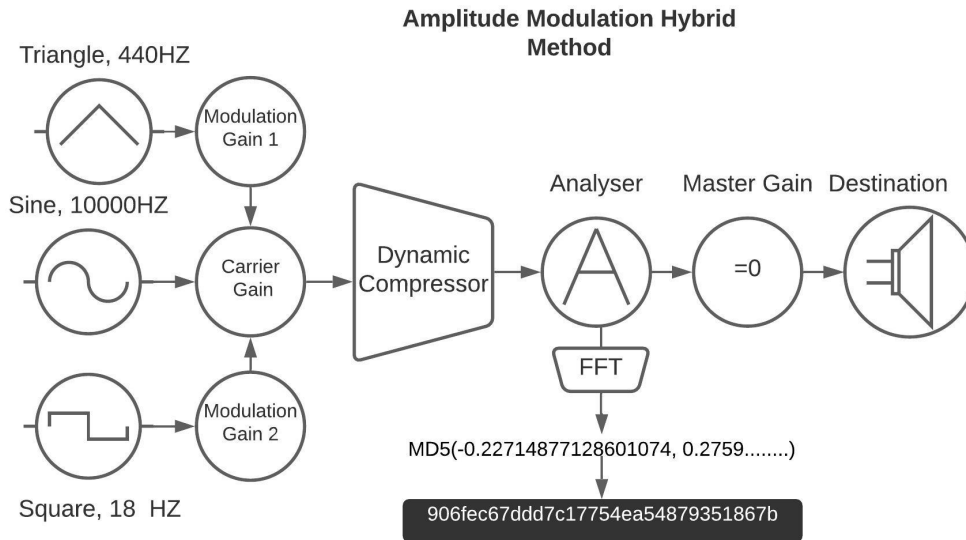 Amplitude Modulation Hybrid
Method
Triangle, 440HZ
Modulation
Gain 1
Sine, 10000HZ
Carrier
Gain
Dynamic
Compressor
Analyser
Master Gain
Destination
=0
FFT
Modulation
Gain 2
Square, 18 HZ
MD5(-0.22714877128601074, 0.2759........)
906fec67ddd7c17754ea54879351867b